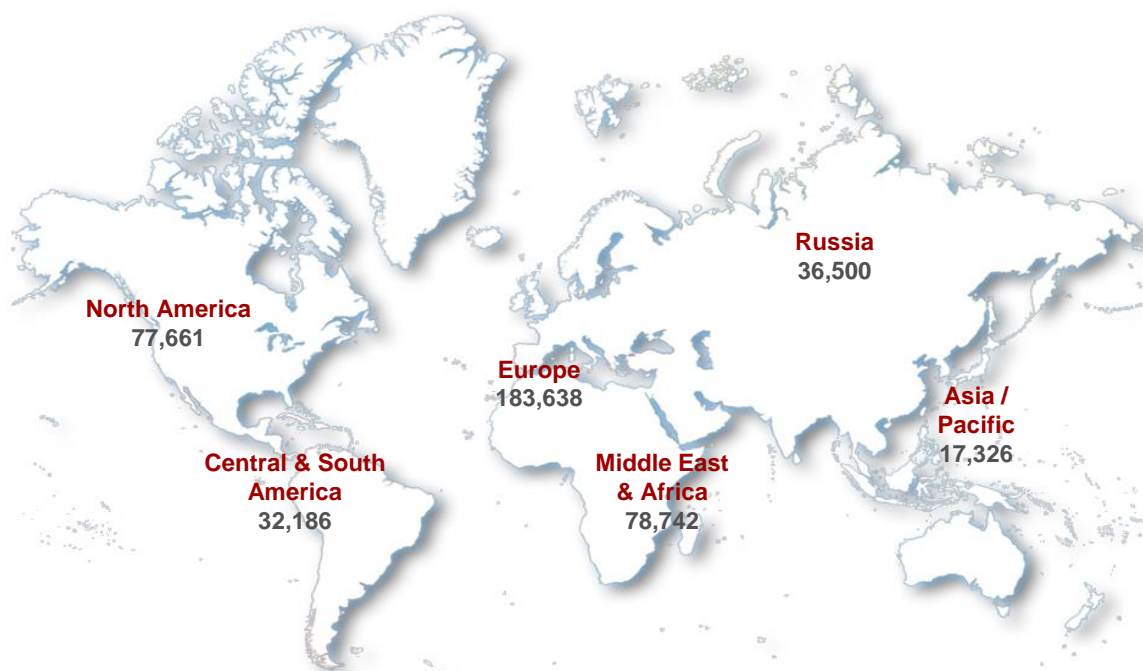 Russia
36,500
North America
77,661
Europe
183,638
Asia /
Pacific
17,326
Central & South
America
32,186
Middle East
& Africa
78,742